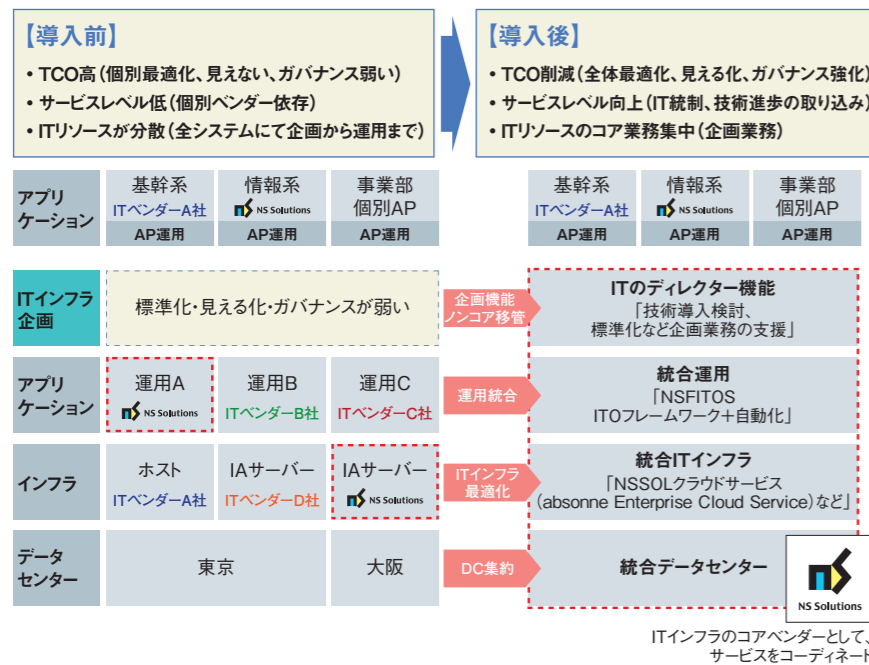 【導入前】
• TCO高（個別最適化、見えない、ガバナンス弱い）
• サービスレベル低（個別ベンダー依存）
• ITリソースが分散（全システムにて企画から運用まで）
【導入後】
• TCO削減（全体最適化、見える化、ガバナンス強化）
• サービスレベル向上（IT統制、技術進歩の取り込み）
• ITリソースのコア業務集中（企画業務）
アプリ
ケーション
基幹系
ITベンダーA社
AP運用
情報系
NS Solutions
AP運用
事業部
個別AP
AP運用
基幹系
ITベンダーA社
AP運用
情報系
NS Solutions
AP運用
事業部
個別AP
AP運用
ITインフラ
企画
標準化・見える化・ガバナンスが弱い
企画機能
ノンコア移管
ITのディレクター機能
「技術導入検討、
標準化など企画業務の支援」
アプリ
ケーション
運用A
NS Solutions
運用B
ITベンダーB社
運用C
ITベンダーC社
運用統合
統合運用
「NSFITOS
ITOフレームワーク＋自動化」
インフラ
ホスト
ITベンダーA社
IAサーバー
ITベンダーD社
IAサーバー
NS Solutions
ITインフラ
最適化
統合ITインフラ
「NSSOLクラウドサービス
(absonne Enterprise Cloud Service)など」
データ
センター
東京
大阪
DC集約
統合データセンター
NS Solutions
ITインフラのコアベンダーとして、
サービスをコーディネート